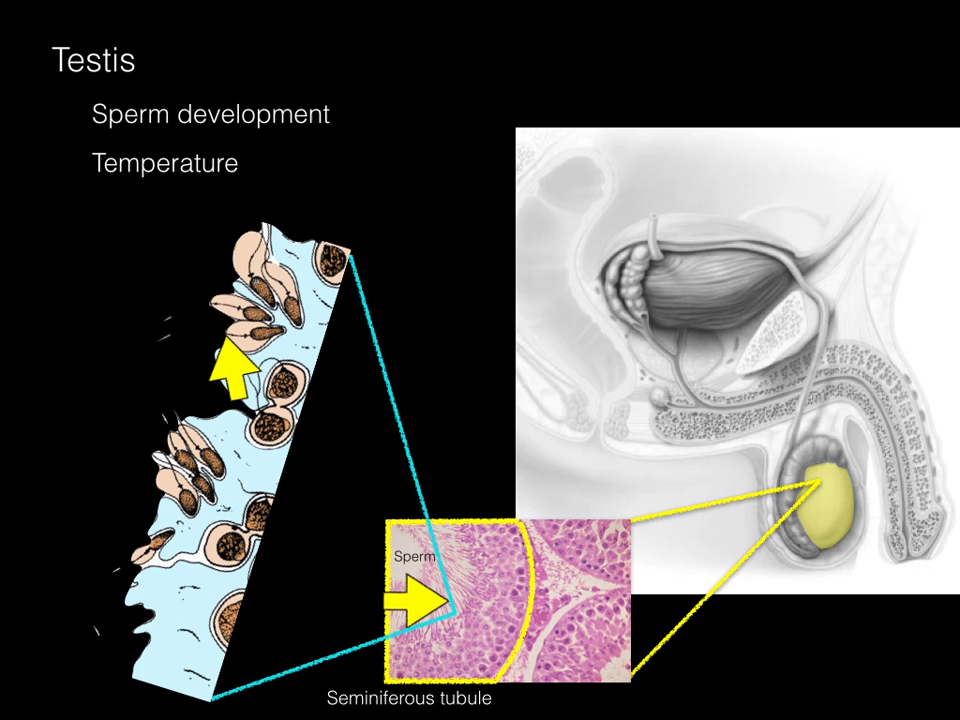 Testis
Sperm development
Temperature
Sperm
Seminiferous tubule